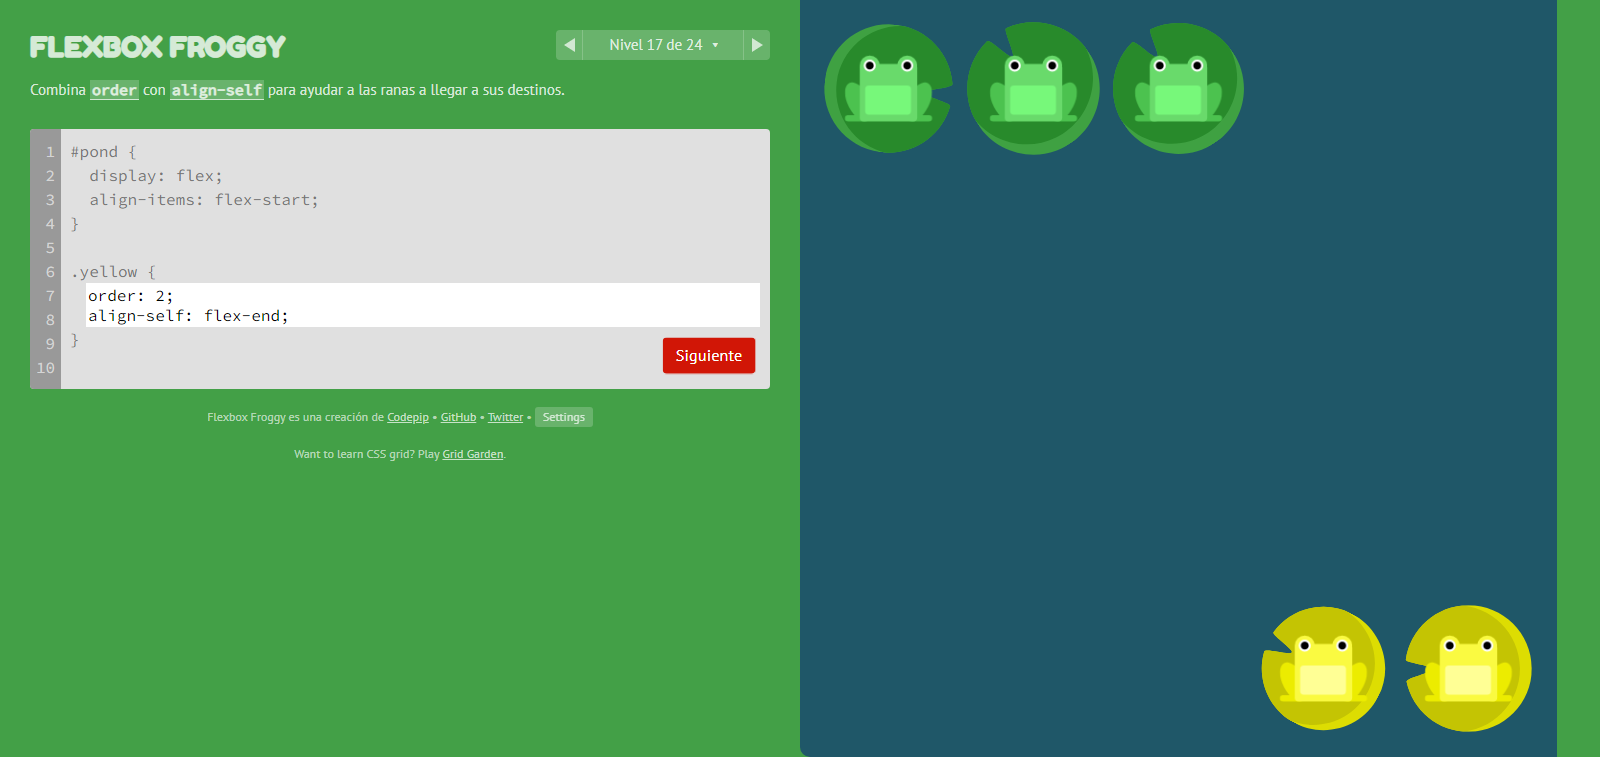 FLEXBOX FROGGY
◀ Nivel 17 de 24 ▾ ▶
Combina order con align-self para ayudar a las ranas a llegar a sus destinos.
1 #pond {
2 display: flex;
3 align-items: flex-start;
4 }
5
6 .yellow {
7 order: 2;
8 align-self: flex-end;
9 }
10
Siguiente
Flexbox Froggy es una creación de Codepip • GitHub • Twitter • Settings
Want to learn CSS grid? Play Grid Garden.